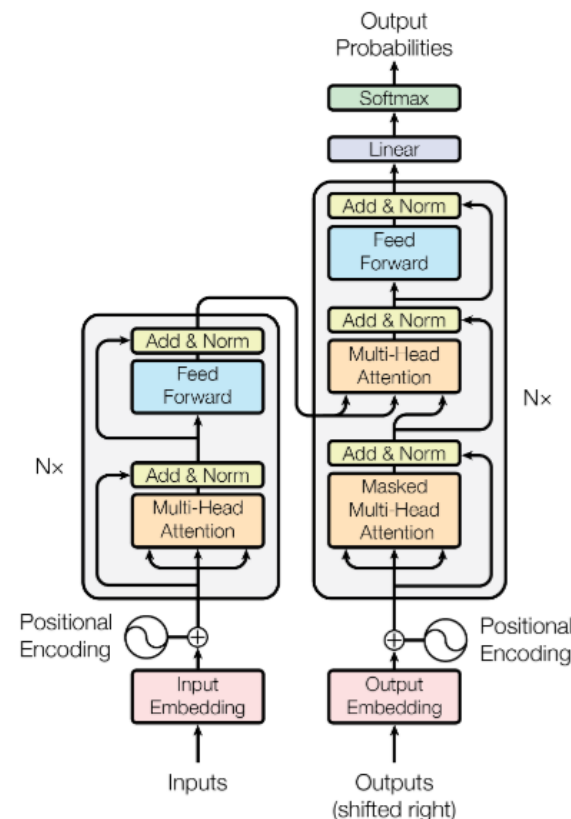 Output
Probabilities
Softmax
Linear
Add & Norm
Feed
Forward
Add & Norm
Multi-Head
Attention
Add & Norm
Masked
Multi-Head
Attention
N×
Add & Norm
Feed
Forward
N×
Add & Norm
Multi-Head
Attention
Positional
Encoding
Positional
Encoding
Input
Embedding
Output
Embedding
Inputs
Outputs
(shifted right)